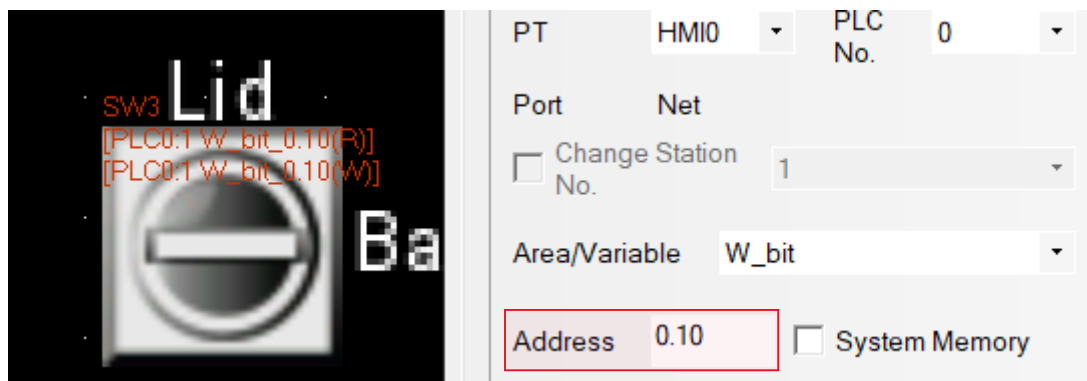 Lid
SW3
[PLC0:1 W_bit_0.10(R)]
[PLC0:1 W_bit_0.10(W)]
Ba
PT HMI0 PLC No. 0
Port Net
Change Station No. 1
Area/Variable W_bit
Address 0.10 System Memory